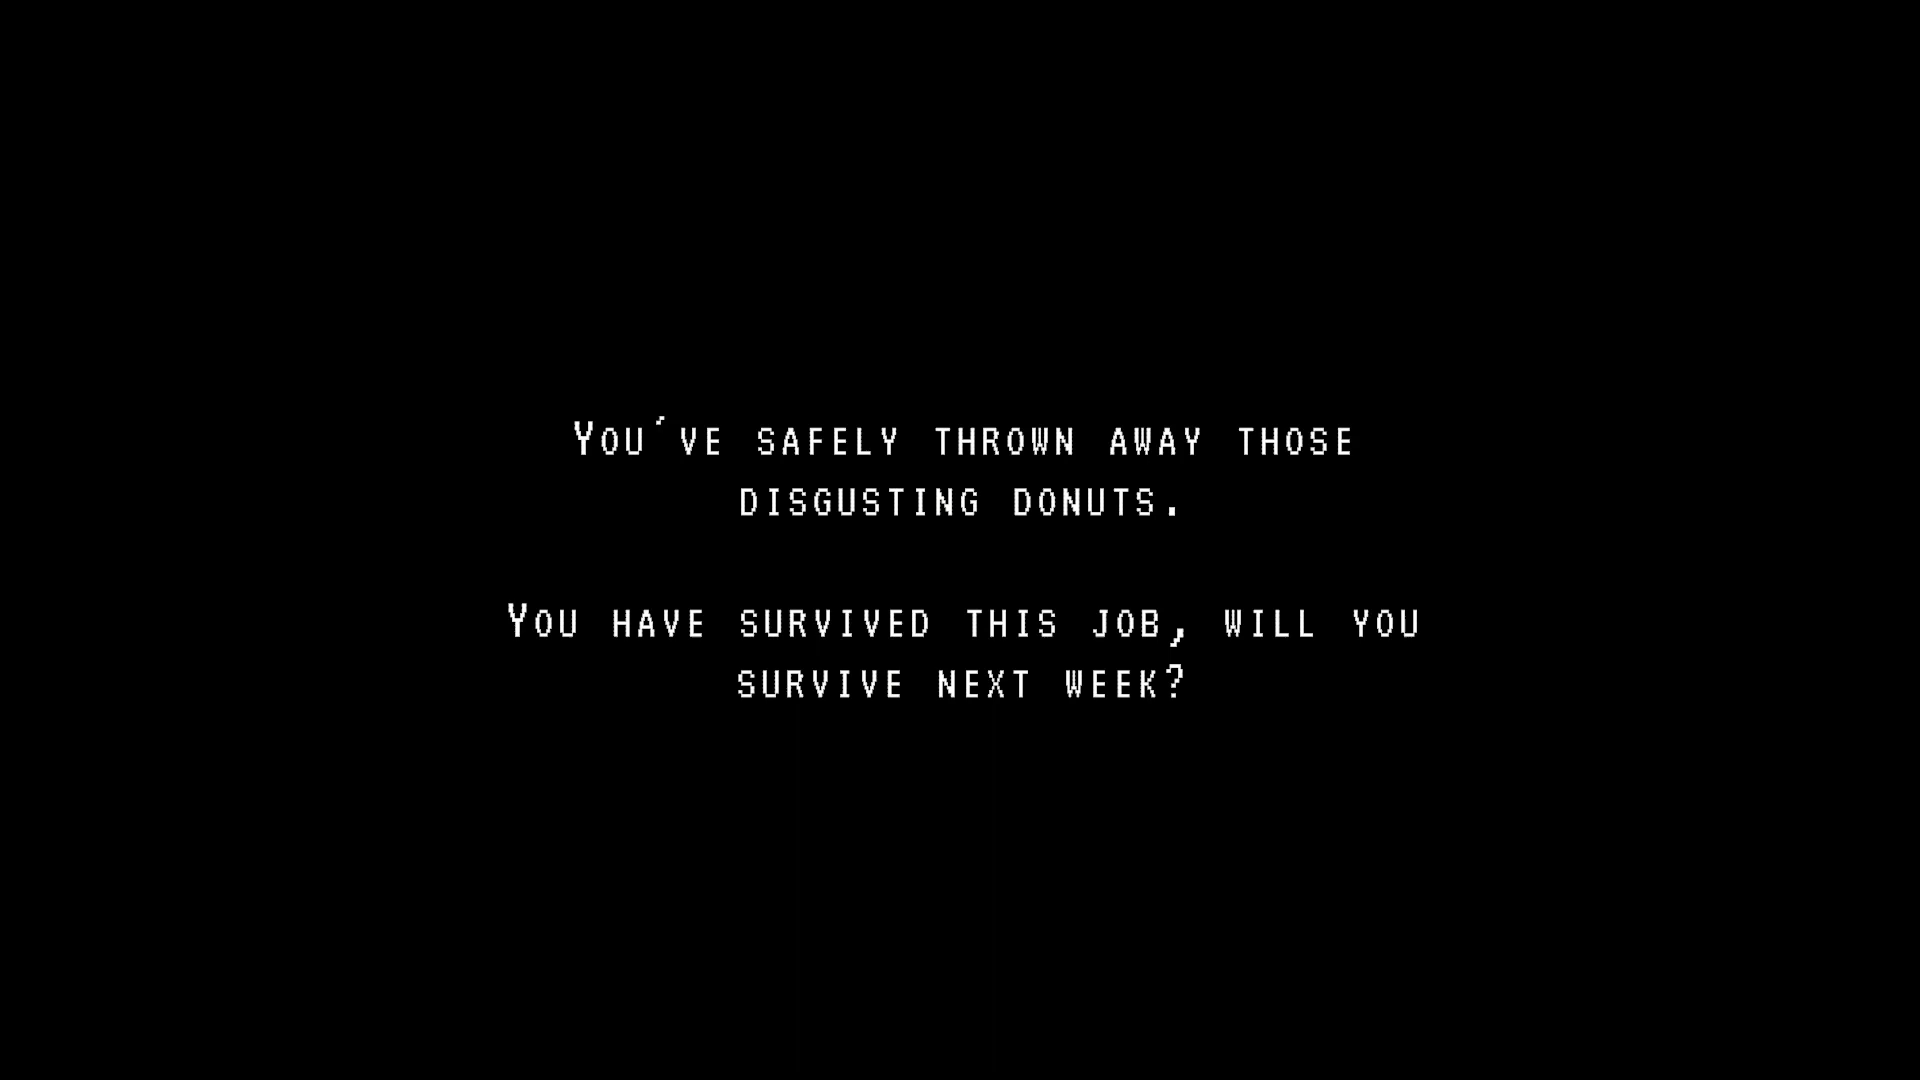 You´ve safely thrown away those
disgusting donuts.
You have survived this job, will you
survive next week?